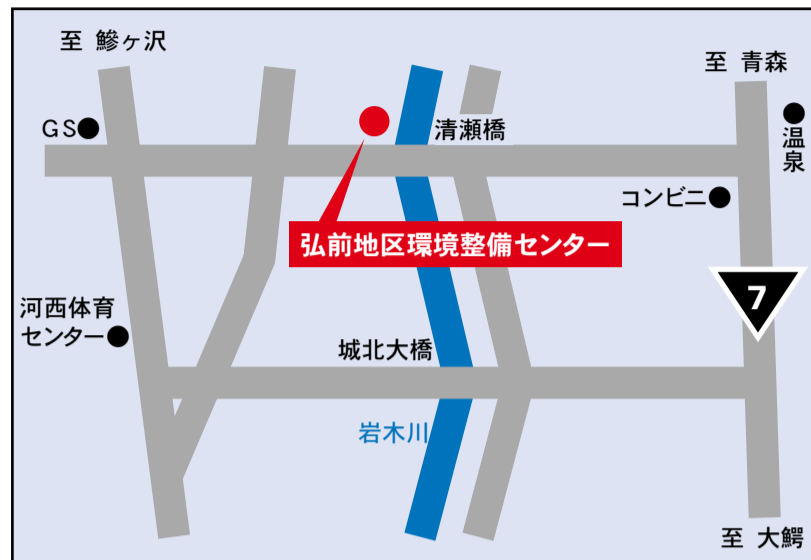 至 鰺ヶ沢
至 青森
GS
清瀬橋
温泉
コンビニ
弘前地区環境整備センター
7
河西体育
センター
城北大橋
岩木川
至 大鰐